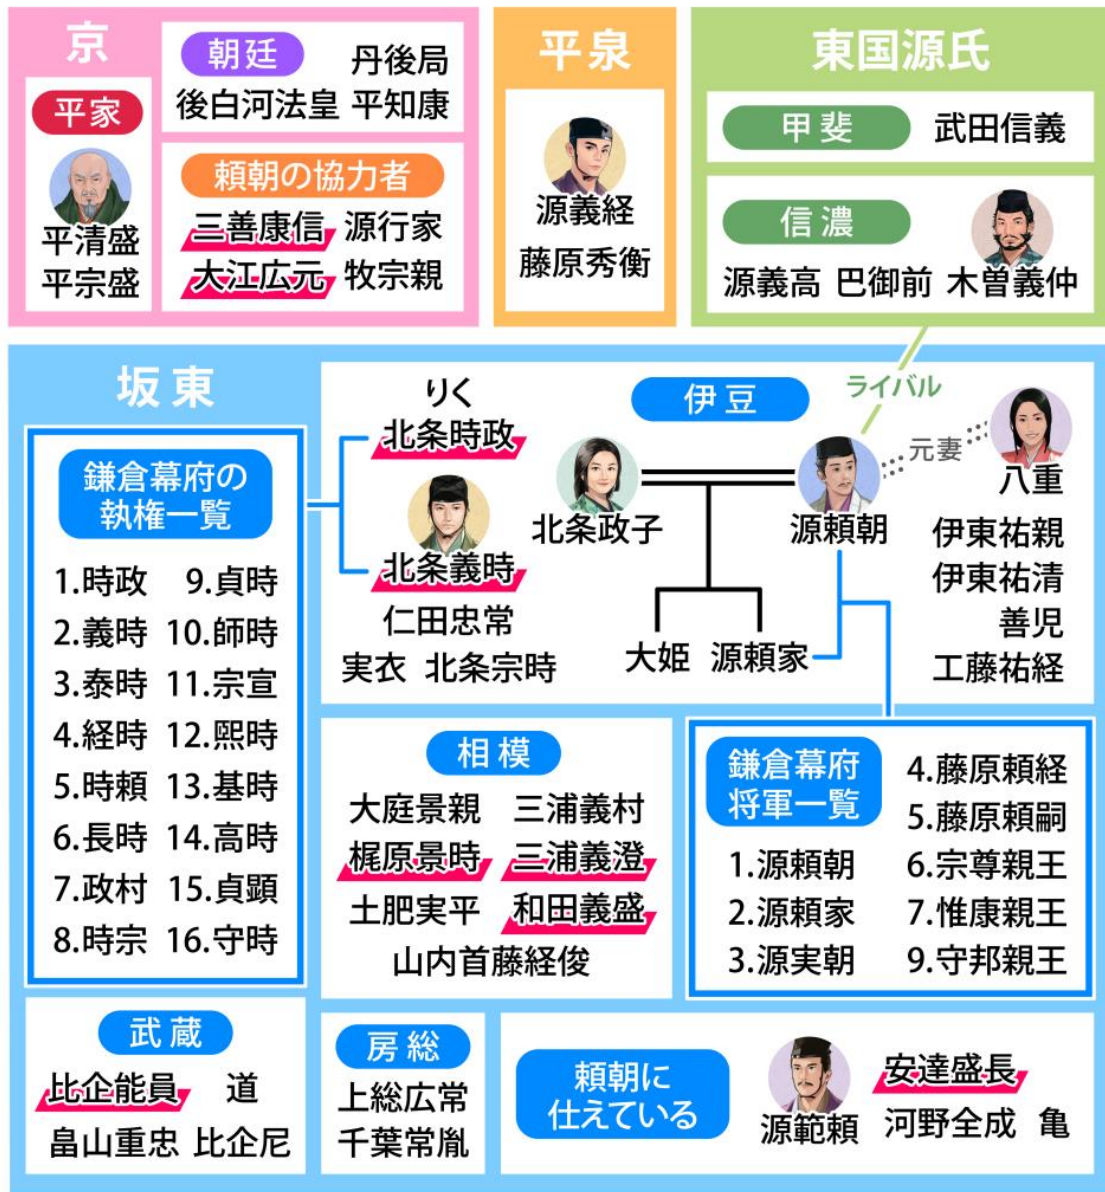 京
平家
平清盛
平宗盛
朝廷
丹後局
後白河法皇 平知康
頼朝の協力者
三善康信 源行家
大江広元 牧宗親
平泉
源義経
藤原秀衡
東国源氏
甲斐 武田信義
信濃
源義高 巴御前 木曽義仲
坂東
鎌倉幕府の
執権一覧
1.時政 9.貞時
2.義時 10.師時
3.泰時 11.宗宣
4.経時 12.煕時
5.時頼 13.基時
6.長時 14.高時
7.政村 15.貞顕
8.時宗 16.守時
伊豆
ライバル
りく
北条時政
北条義時
仁田忠常
実衣 北条宗時
北条政子
源頼朝
元妻
八重
伊東祐親
伊東祐清
善児
工藤祐経
大姫 源頼家
相模
大庭景親 三浦義村
梶原景時 三浦義澄
土肥実平 和田義盛
山内首藤経俊
鎌倉幕府
将軍一覧
1.源頼朝
2.源頼家
3.源実朝
4.藤原頼経
5.藤原頼嗣
6.宗尊親王
7.惟康親王
9.守邦親王
武蔵
比企能員 道
畠山重忠 比企尼
房総
上総広常
千葉常胤
頼朝に
仕えている
源範頼
安達盛長
河野全成 亀